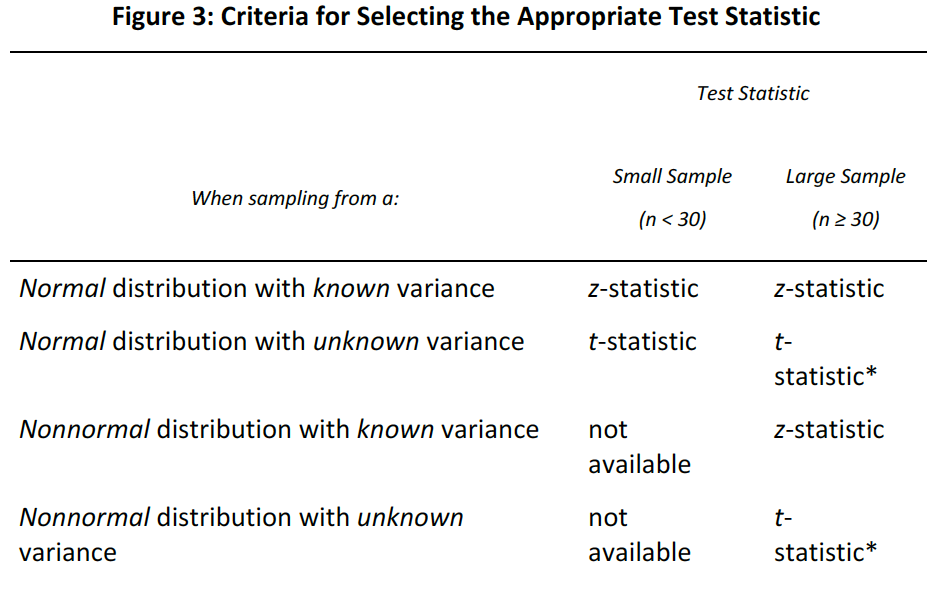 Figure 3: Criteria for Selecting the Appropriate Test Statistic
Test Statistic
When sampling from a:
Small Sample
(n < 30)
Large Sample
(n ≥ 30)
Normal distribution with known variance
z-statistic
z-statistic
Normal distribution with unknown variance
t-statistic
t-
statistic*
Nonnormal distribution with known variance
not
available
z-statistic
Nonnormal distribution with unknown
variance
not
available
t-
statistic*